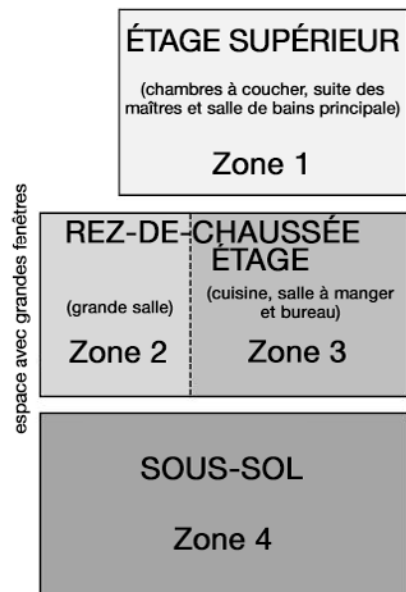 ÉTAGE SUPÉRIEUR
(chambres à coucher, suite des
maîtres et salle de bains principale)
Zone 1
espace avec grandes fenêtres
REZ-DE-CHAUSSÉE
ÉTAGE
(grande salle)
Zone 2
(cuisine, salle à manger
et bureau)
Zone 3
SOUS-SOL
Zone 4